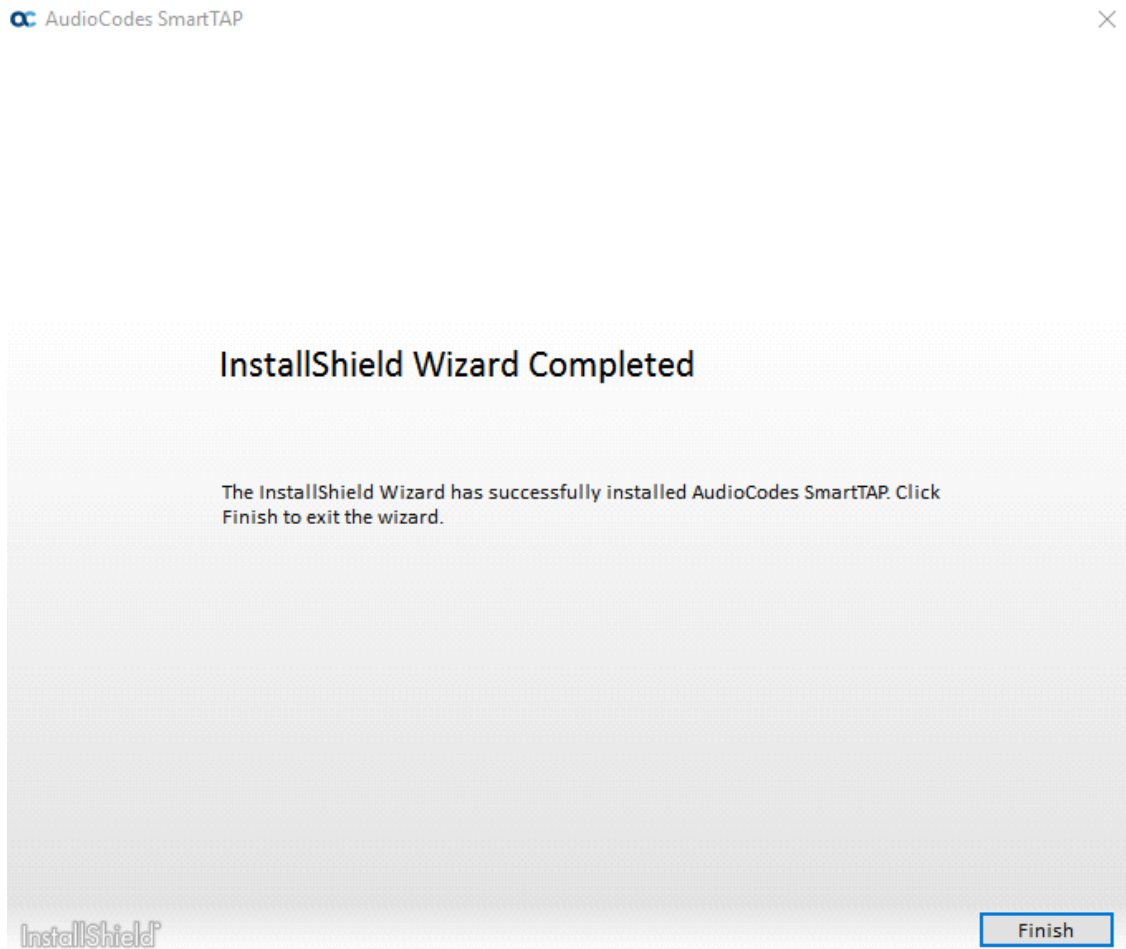 AudioCodes SmartTAP
InstallShield Wizard Completed
The InstallShield Wizard has successfully installed AudioCodes SmartTAP. Click
Finish to exit the wizard.
InstallShield
Finish